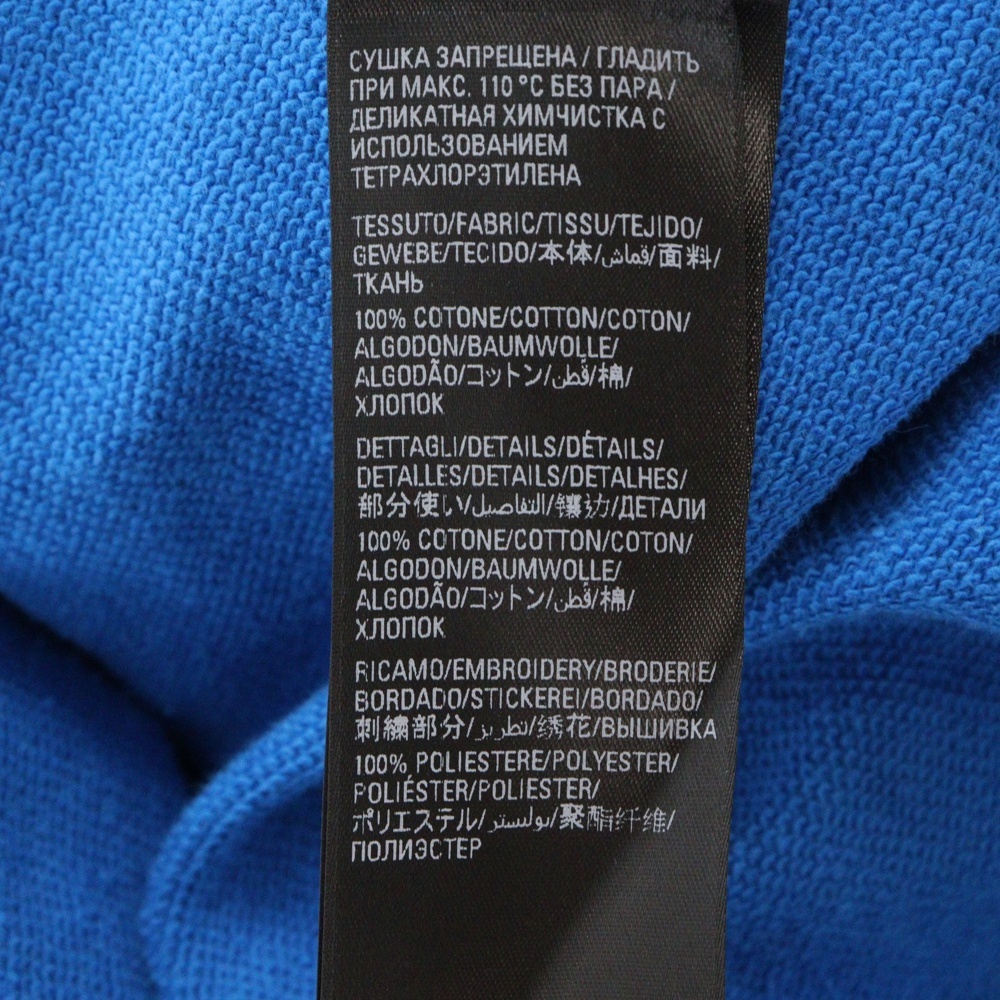 СУШКА ЗАПРЕЩЕНА / ГЛАДИТЬ
ПРИ МАКС. 110 °C БЕЗ ПАРА /
ДЕЛИКАТНАЯ ХИМЧИСТКА С
ИСПОЛЬЗОВАНИЕМ
ТЕТРАХЛОРЭТИЛЕНА
TESSUTO/FABRIC/TISSU/TEJIDO/
GEWEBE/TECIDO/本体/قماش/面料/
ТКАНЬ
100% COTONE/COTTON/COTON/
ALGODON/BAUMWOLLE/
ALGODÃO/コットン/قطن/棉/
ХЛОПОК
DETTAGLI/DETAILS/DÉTAILS/
DETALLES/DETAILS/DETALHES/
部分使い/التفاصيل/镶边/ДЕТАЛИ
100% COTONE/COTTON/COTON/
ALGODON/BAUMWOLLE/
ALGODÃO/コットン/قطن/棉/
ХЛОПОК
RICAMO/EMBROIDERY/BRODERIE/
BORDADO/STICKEREI/BORDADO/
刺繍部分/تطريز/绣花/ВЫШИВКА
100% POLIESTERE/POLYESTER/
POLIÉSTER/POLIESTER/
ポリエステル/بوليستر/聚酯纤维/
ПОЛИЭСТЕР